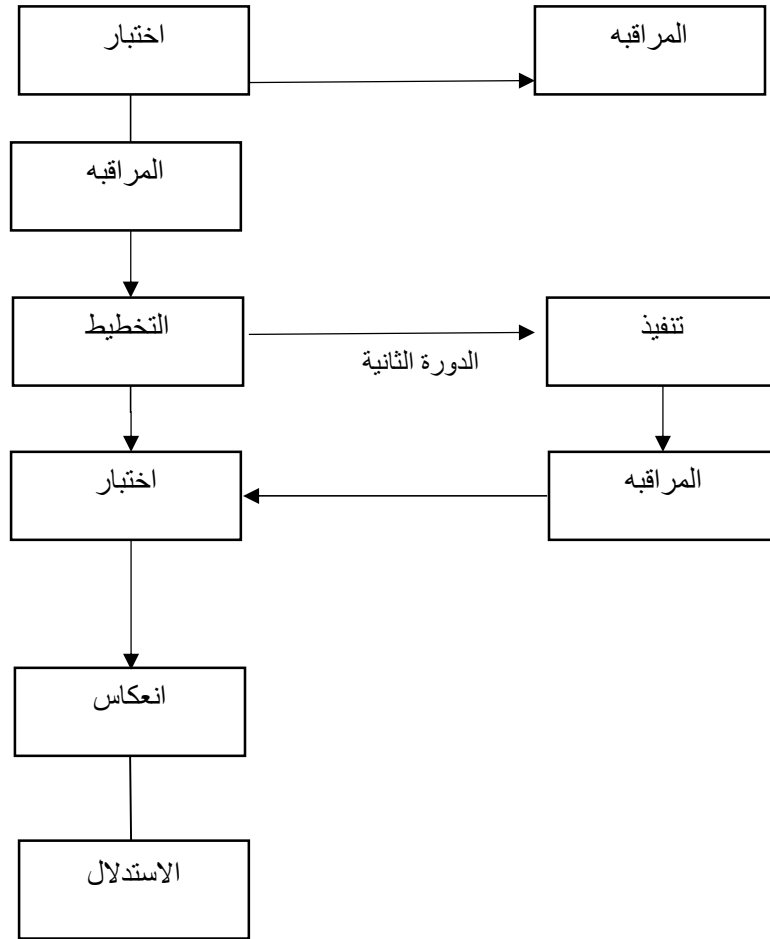 اختبار
المراقبه
المراقبه
التخطيط
تنفيذ
الدورة الثانية
اختبار
المراقبه
انعكاس
الاستدلال